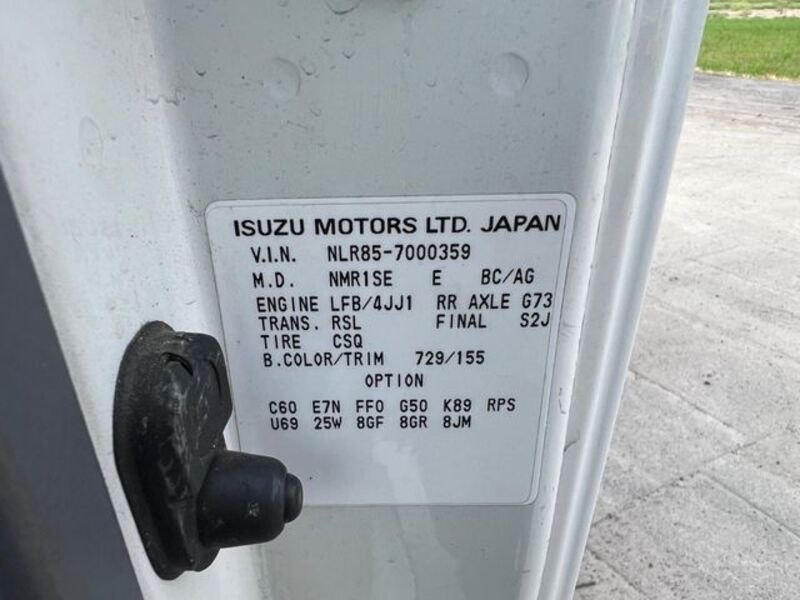 ISUZU MOTORS LTD. JAPAN
V.I.N. NLR85-7000359
M.D. NMR1SE E BC/AG
ENGINE LFB/4JJ1 RR AXLE G73
TRANS. RSL FINAL S2J
TIRE CSQ
B.COLOR/TRIM 729/155
OPTION
C60 E7N FF0 G50 K89 RPS
U69 25W 8GF 8GR 8JM